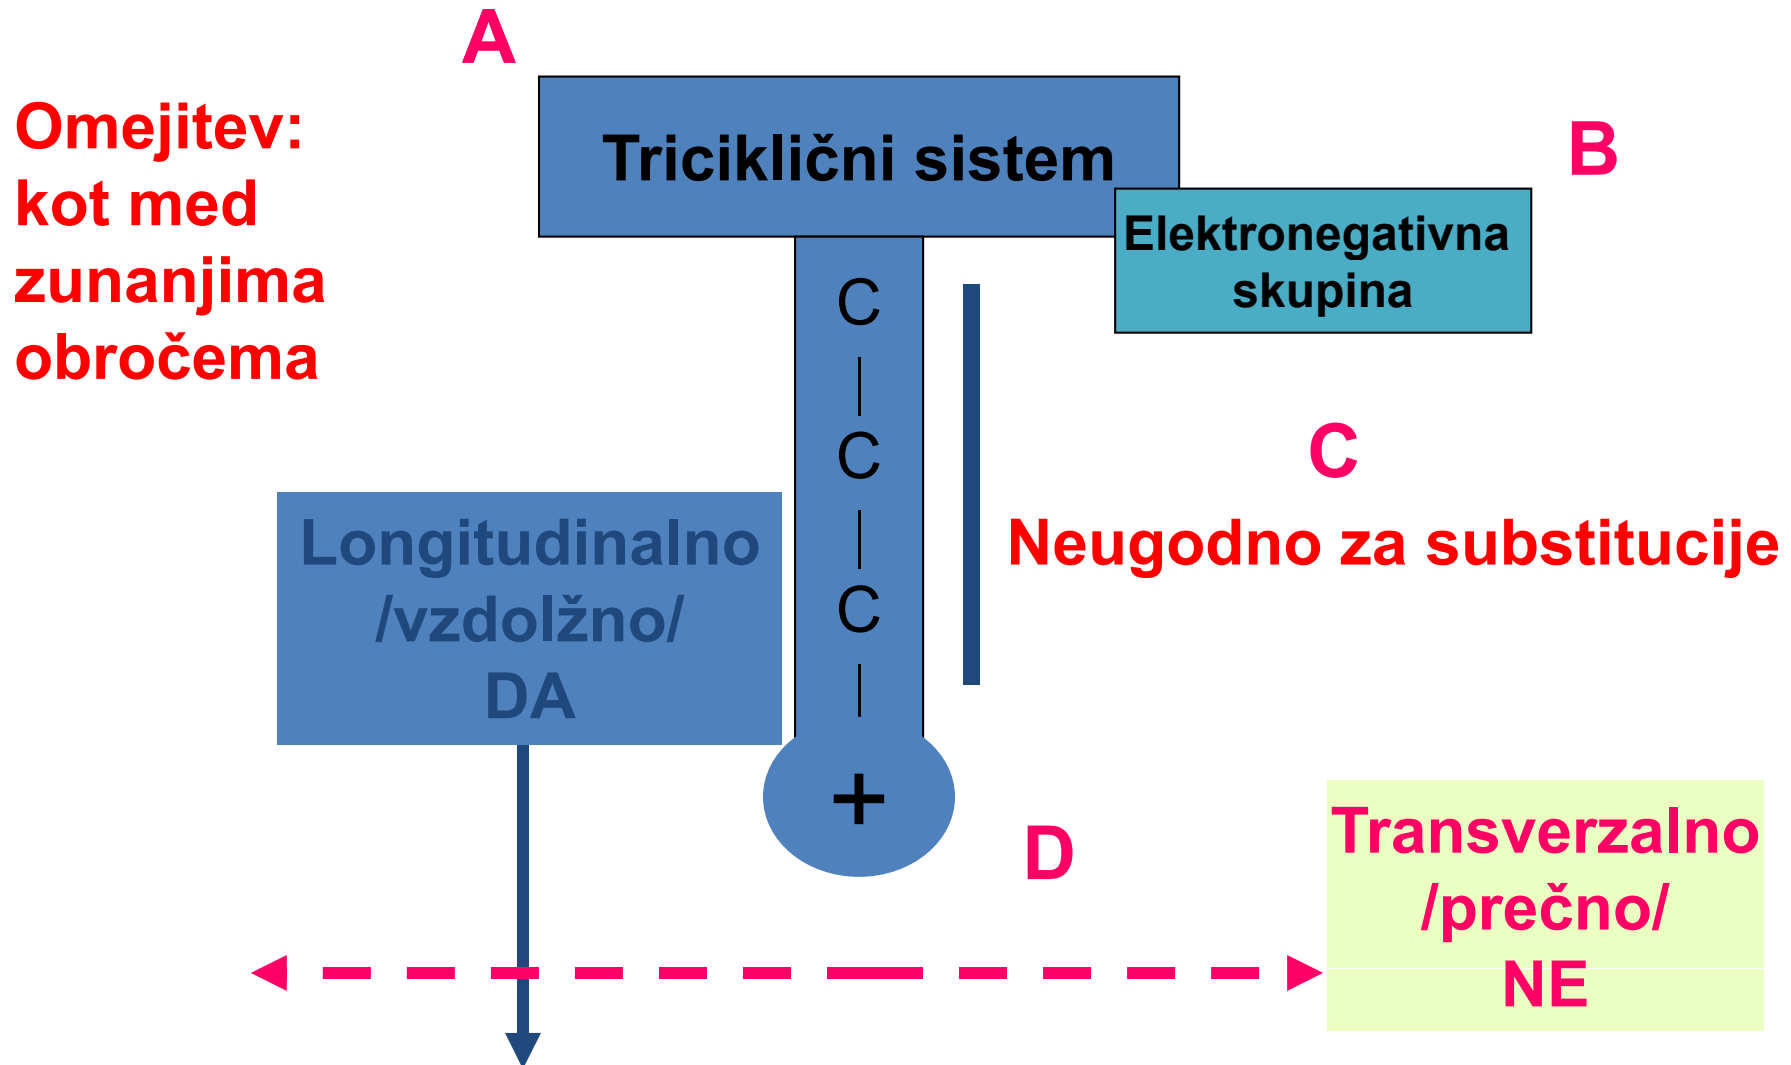 A
Omejitev:
kot med
zunanjima
obročema
Triciklični sistem
B
Elektronegativna
skupina
C
C
C
C
Neugodno za substitucije
Longitudinalno
/vzdolžno/
DA
+
D
Transverzalno
/prečno/
NE